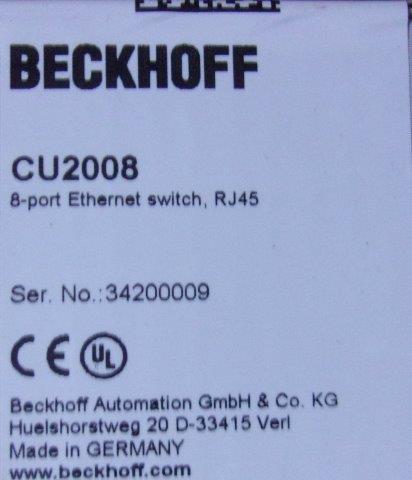 BECKHOFF
CU2008
8-port Ethernet switch, RJ45
Ser. No.:34200009
CE UL
Beckhoff Automation GmbH & Co. KG
Huelshorstweg 20 D-33415 Verl
Made in GERMANY
www.beckhoff.com